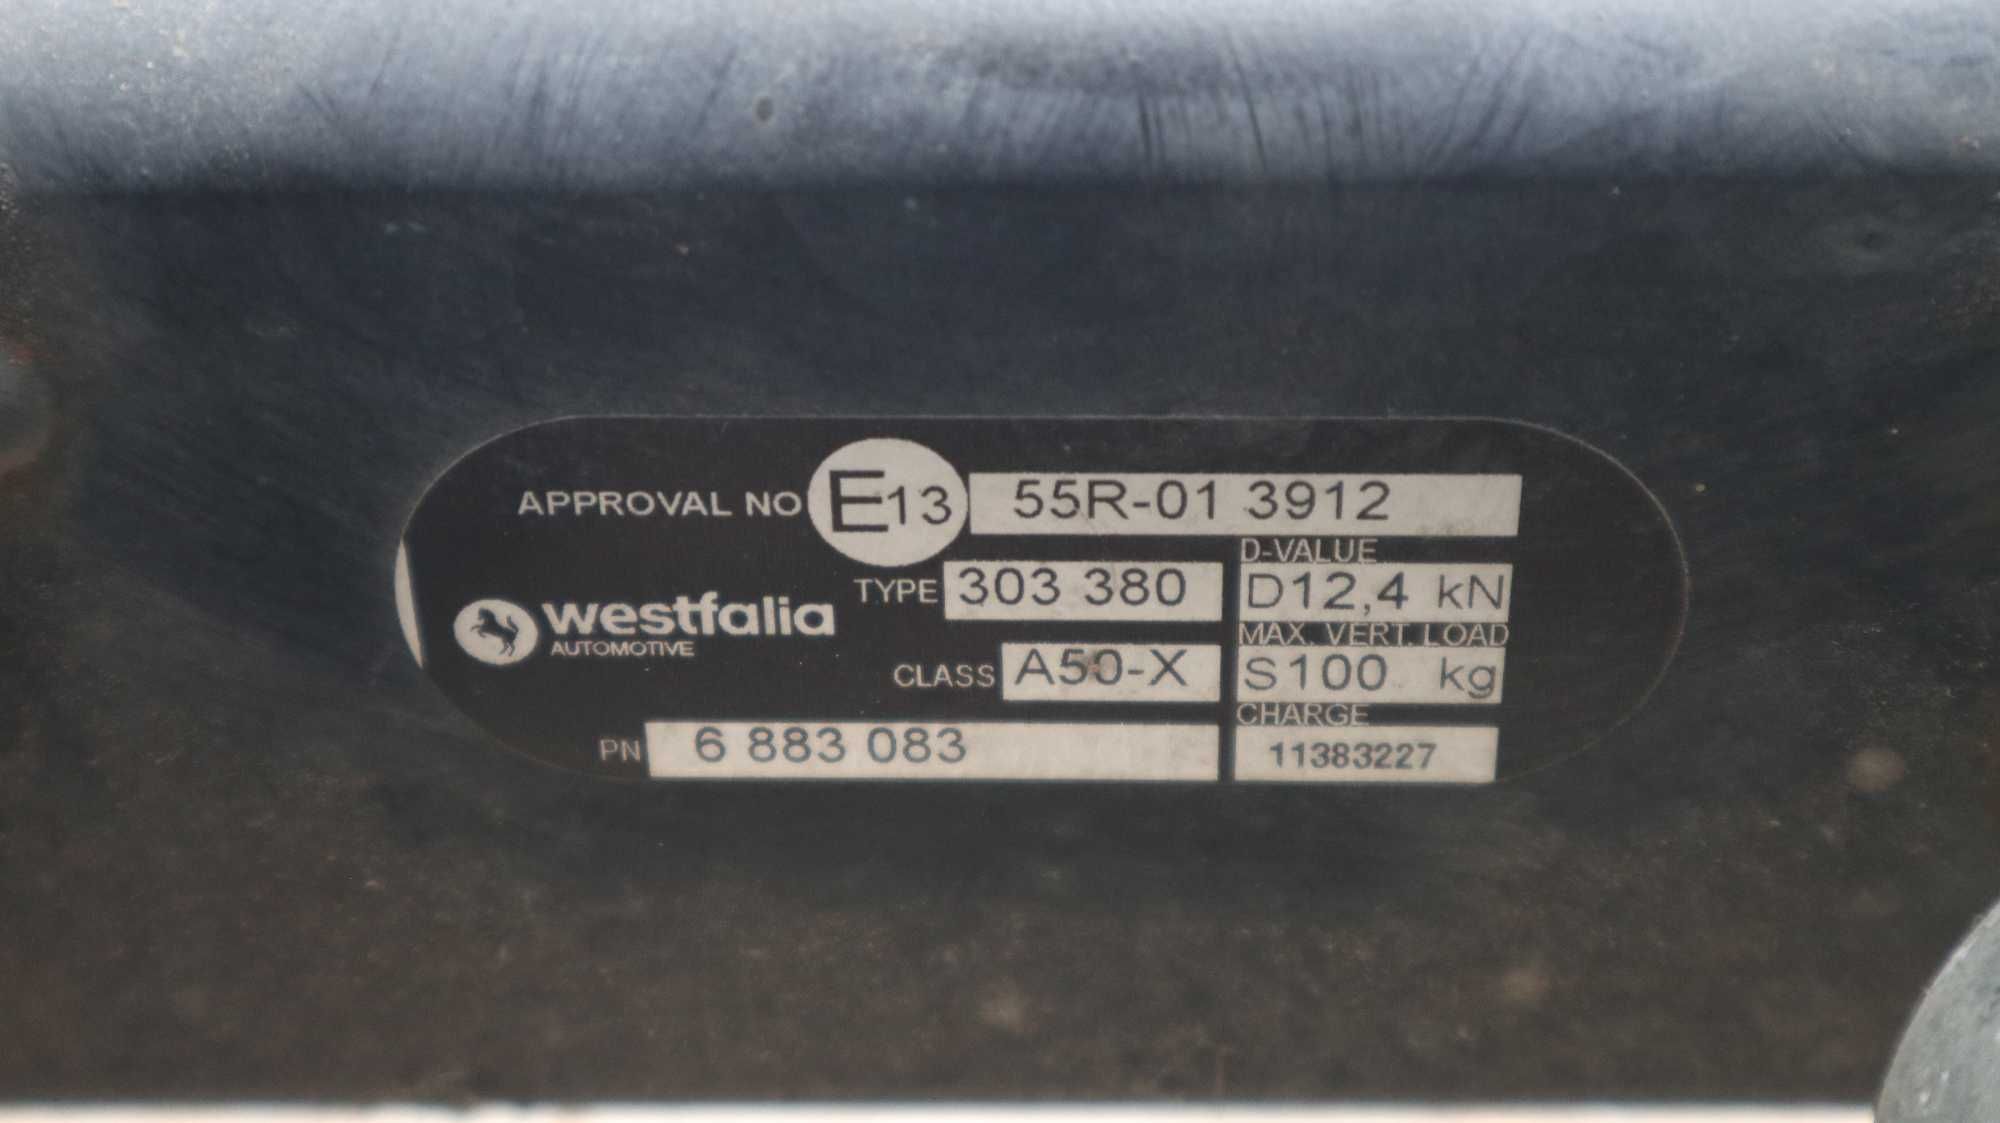 APPROVAL NO E13 55R-01 3912
TYPE 303 380
D-VALUE
D12,4 kN
westfalia
AUTOMOTIVE
MAX. VERT. LOAD
CLASS A50-X
S100 kg
CHARGE
PN 6 883 083
11383227